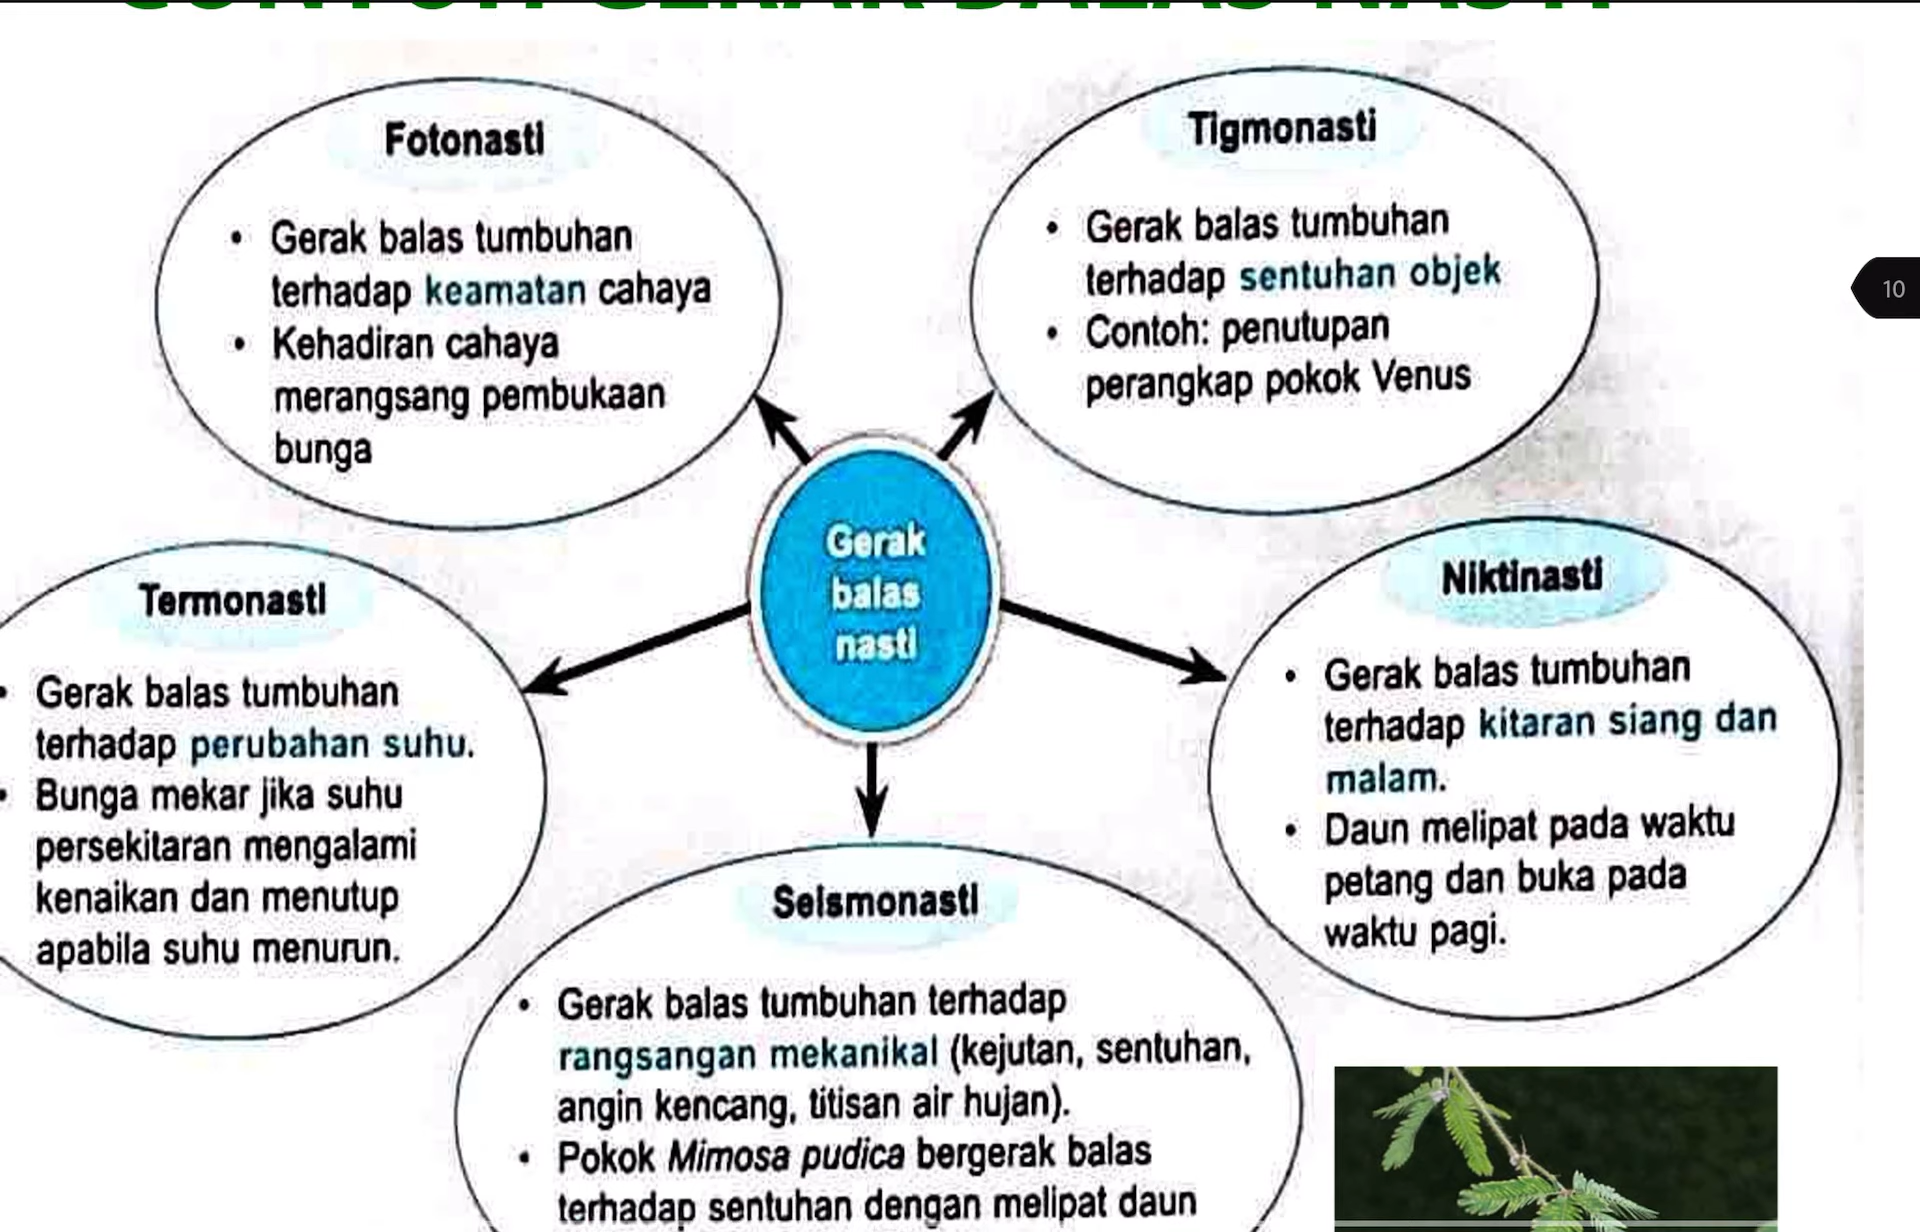 CONTOH GERAK BALAS NASTI
Fotonasti
• Gerak balas tumbuhan
terhadap keamatan cahaya
• Kehadiran cahaya
merangsang pembukaan
bunga
Tigmonasti
• Gerak balas tumbuhan
terhadap sentuhan objek
• Contoh: penutupan
perangkap pokok Venus
10
Gerak
balas
nasti
Termonasti
• Gerak balas tumbuhan
terhadap perubahan suhu.
• Bunga mekar jika suhu
persekitaran mengalami
kenaikan dan menutup
apabila suhu menurun.
Niktinasti
• Gerak balas tumbuhan
terhadap kitaran siang dan
malam.
• Daun melipat pada waktu
petang dan buka pada
waktu pagi.
Seismonasti
• Gerak balas tumbuhan terhadap
rangsangan mekanikal (kejutan, sentuhan,
angin kencang, titisan air hujan).
• Pokok Mimosa pudica bergerak balas
terhadap sentuhan dengan melipat daun